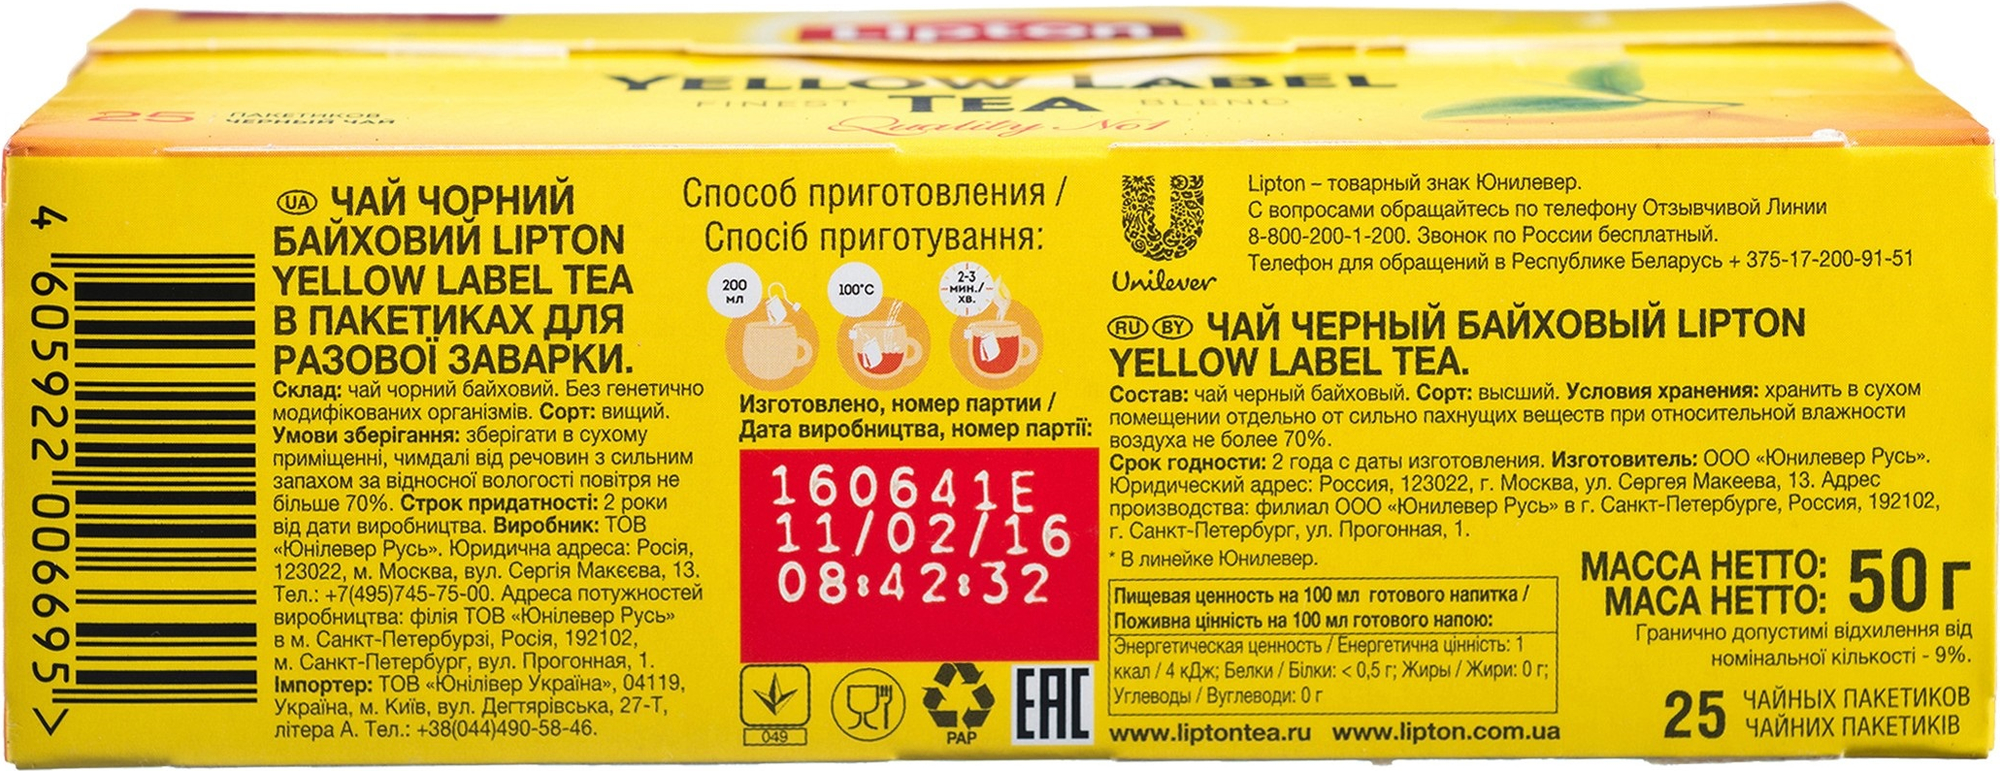 Lipton
YELLOW LABEL
FINEST TEA BLEND
Quality No1
25 ПАКЕТИКОВ
ЧЕРНЫЙ ЧАЙ
4 605922 006695 >
UA ЧАЙ ЧОРНИЙ
БАЙХОВИЙ LIPTON
YELLOW LABEL TEA
В ПАКЕТИКАХ ДЛЯ
РАЗОВОЇ ЗАВАРКИ.
Склад: чай чорний байховий. Без генетично
модифікованих організмів. Сорт: вищий.
Умови зберігання: зберігати в сухому
приміщенні, чимдалі від речовин з сильним
запахом за відносної вологості повітря не
більше 70%. Строк придатності: 2 роки
від дати виробництва. Виробник: ТОВ
«Юнілевер Русь». Юридична адреса: Росія,
123022, м. Москва, вул. Сергія Макєєва, 13.
Тел.: +7(495)745-75-00. Адреса потужностей
виробництва: філія ТОВ «Юнілевер Русь»
в м. Санкт-Петербурзі, Росія, 192102,
м. Санкт-Петербург, вул. Прогонная, 1.
Імпортер: ТОВ «Юнілівер Україна», 04119,
Україна, м. Київ, вул. Дегтярівська, 27-Т,
літера А. Тел.: +38(044)490-58-46.
Способ приготовления /
Спосіб приготування:
200
МЛ
100°С
2-3
МИН./
ХВ.
Изготовлено, номер партии /
Дата виробництва, номер партії:
160641E
11/02/16
08:42:32
049
PAP
EAC
Unilever
Lipton – товарный знак Юнилевер.
С вопросами обращайтесь по телефону Отзывчивой Линии
8-800-200-1-200. Звонок по России бесплатный.
Телефон для обращений в Республике Беларусь + 375-17-200-91-51
RU BY ЧАЙ ЧЕРНЫЙ БАЙХОВЫЙ LIPTON
YELLOW LABEL TEA.
Состав: чай черный байховый. Сорт: высший. Условия хранения: хранить в сухом
помещении отдельно от сильно пахнущих веществ при относительной влажности
воздуха не более 70%.
Срок годности: 2 года с даты изготовления. Изготовитель: ООО «Юнилевер Русь».
Юридический адрес: Россия, 123022, г. Москва, ул. Сергея Макеева, 13. Адрес
производства: филиал ООО «Юнилевер Русь» в г. Санкт-Петербурге, Россия, 192102,
г. Санкт-Петербург, ул. Прогонная, 1.
* В линейке Юнилевер.
Пищевая ценность на 100 мл готового напитка /
Поживна цінність на 100 мл готового напою:
Энергетическая ценность / Енергетична цінність: 1
ккал / 4 кДж; Белки / Білки: < 0,5 г; Жиры / Жири: 0 г;
Углеводы / Вуглеводи: 0 г
www.liptontea.ru www.lipton.com.ua
МАССА НЕТТО:
МАСА НЕТТО: 50 г
Гранично допустимі відхилення від
номінальної кількості - 9%.
25 ЧАЙНЫХ ПАКЕТИКОВ
ЧАЙНИХ ПАКЕТИКІВ